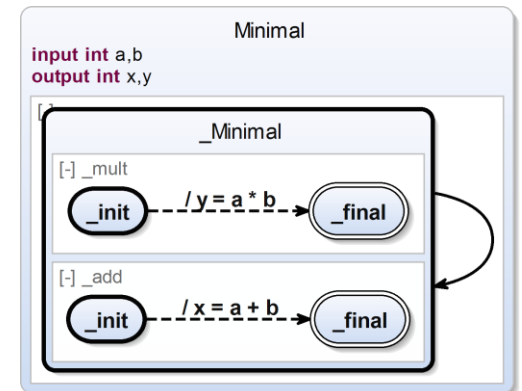 Minimal
input int a,b
output int x,y
_Minimal
[-] _mult
_init
/ y = a * b
_final
[-] _add
_init
/ x = a + b
_final